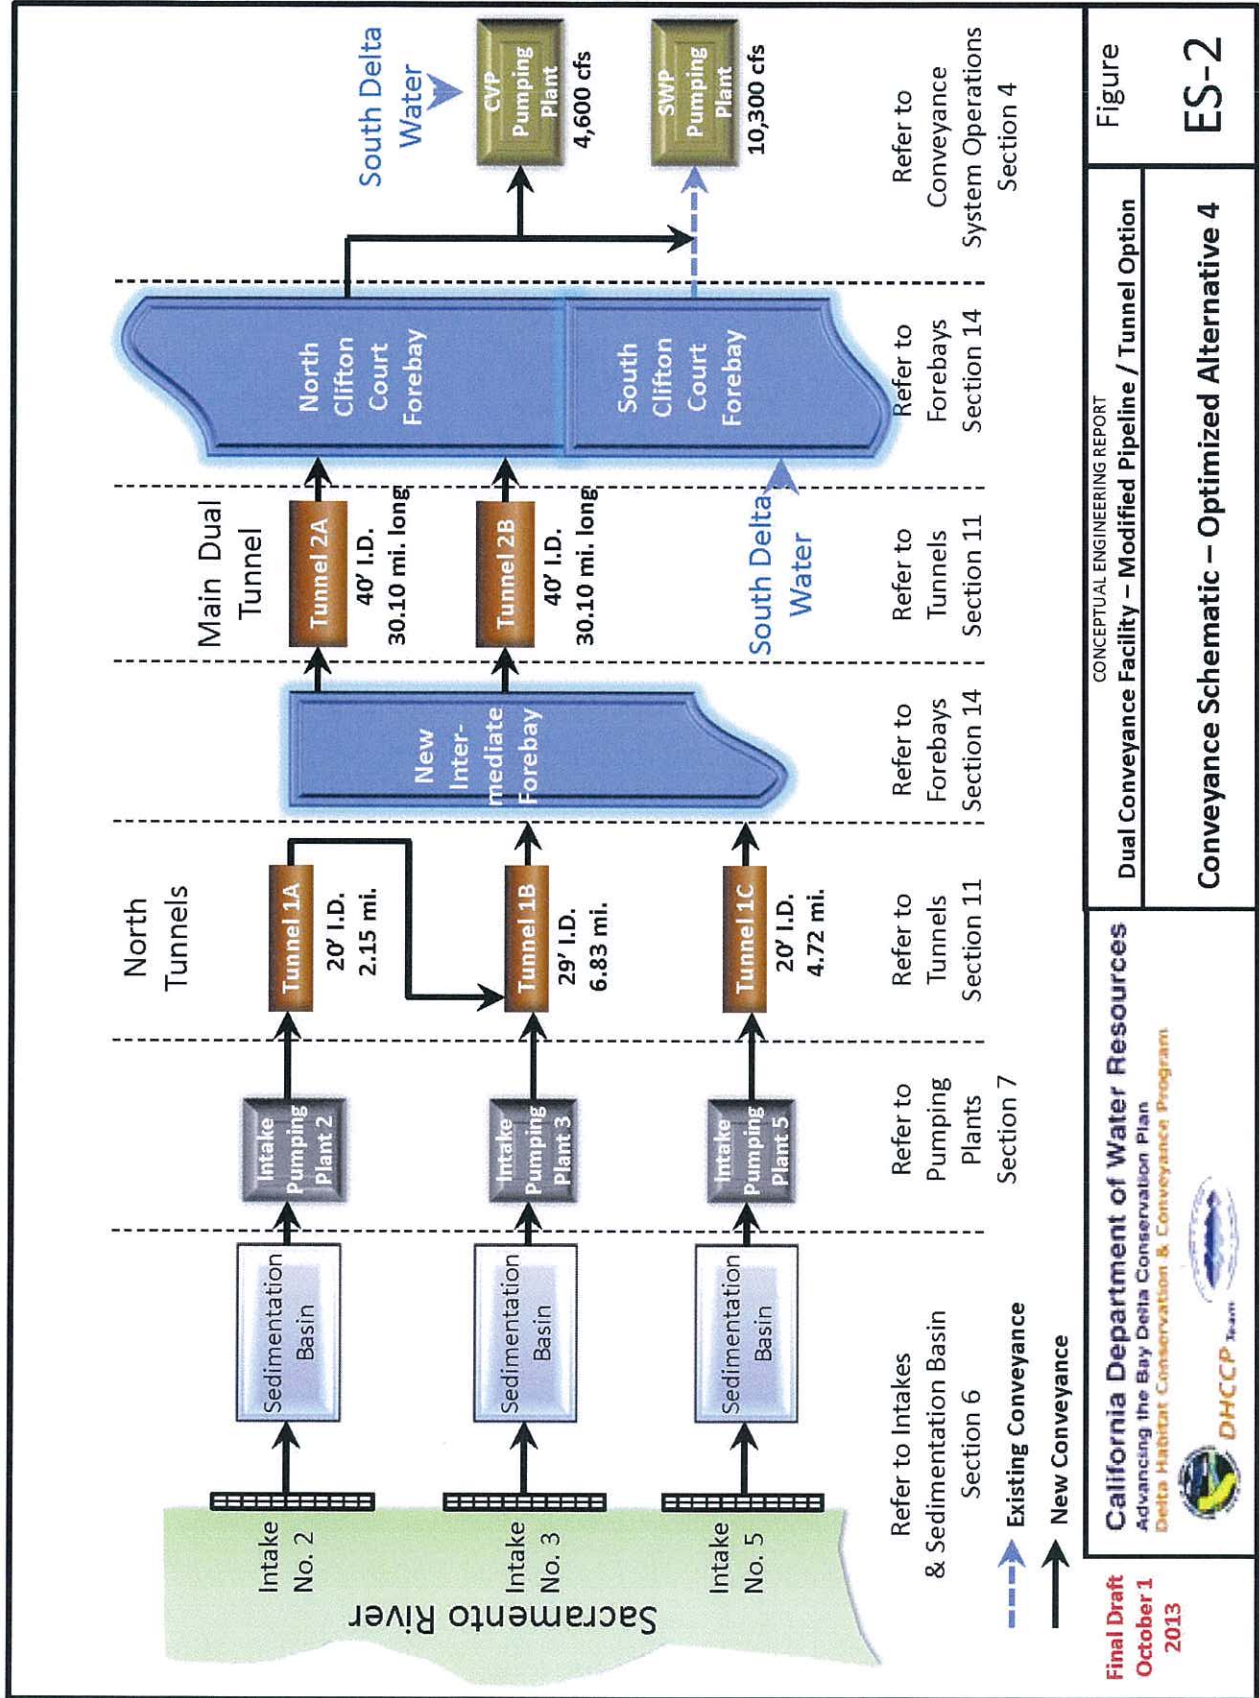 Sacramento River
Intake
No. 2
Intake
No. 3
Intake
No. 5
Sedimentation
Basin
Sedimentation
Basin
Sedimentation
Basin
Refer to Intakes
& Sedimentation Basin
Section 6
Intake
Pumping
Plant 2
Intake
Pumping
Plant 3
Intake
Pumping
Plant 5
Refer to
Pumping
Plants
Section 7
North
Tunnels
Tunnel 1A
20' I.D.
2.15 mi.
Tunnel 1B
29' I.D.
6.83 mi.
Tunnel 1C
20' I.D.
4.72 mi.
Refer to
Tunnels
Section 11
New
Inter-
mediate
Forebay
Refer to
Forebays
Section 14
Main Dual
Tunnel
Tunnel 2A
40' I.D.
30.10 mi. long
Tunnel 2B
40' I.D.
30.10 mi. long
South Delta
Water
Refer to
Tunnels
Section 11
North
Clifton
Court
Forebay
South
Clifton
Court
Forebay
Refer to
Forebays
Section 14
South Delta
Water
CVP
Pumping
Plant
4,600 cfs
SWP
Pumping
Plant
10,300 cfs
Refer to
Conveyance
System Operations
Section 4
Existing Conveyance
New Conveyance
Final Draft
October 1
2013
California Department of Water Resources
Advancing the Bay Delta Conservation Plan
Delta Habitat Conservation & Conveyance Program
DHCCP Team
CONCEPTUAL ENGINEERING REPORT
Dual Conveyance Facility – Modified Pipeline / Tunnel Option
Conveyance Schematic – Optimized Alternative 4
Figure
ES-2